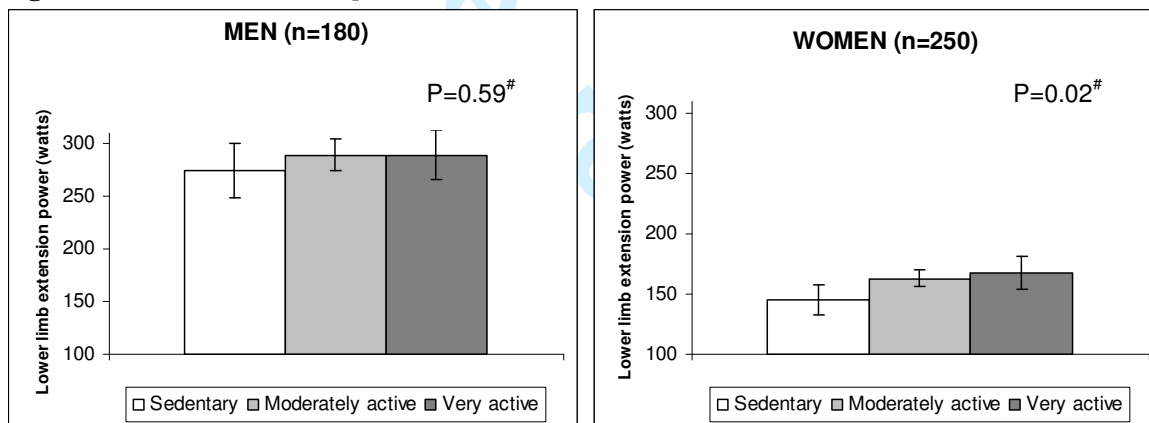 MEN (n=180)
P=0.59#
Lower limb extension power (watts)
300
250
200
150
100
Sedentary Moderately active Very active
WOMEN (n=250)
P=0.02#
Lower limb extension power (watts)
300
250
200
150
100
Sedentary Moderately active Very active